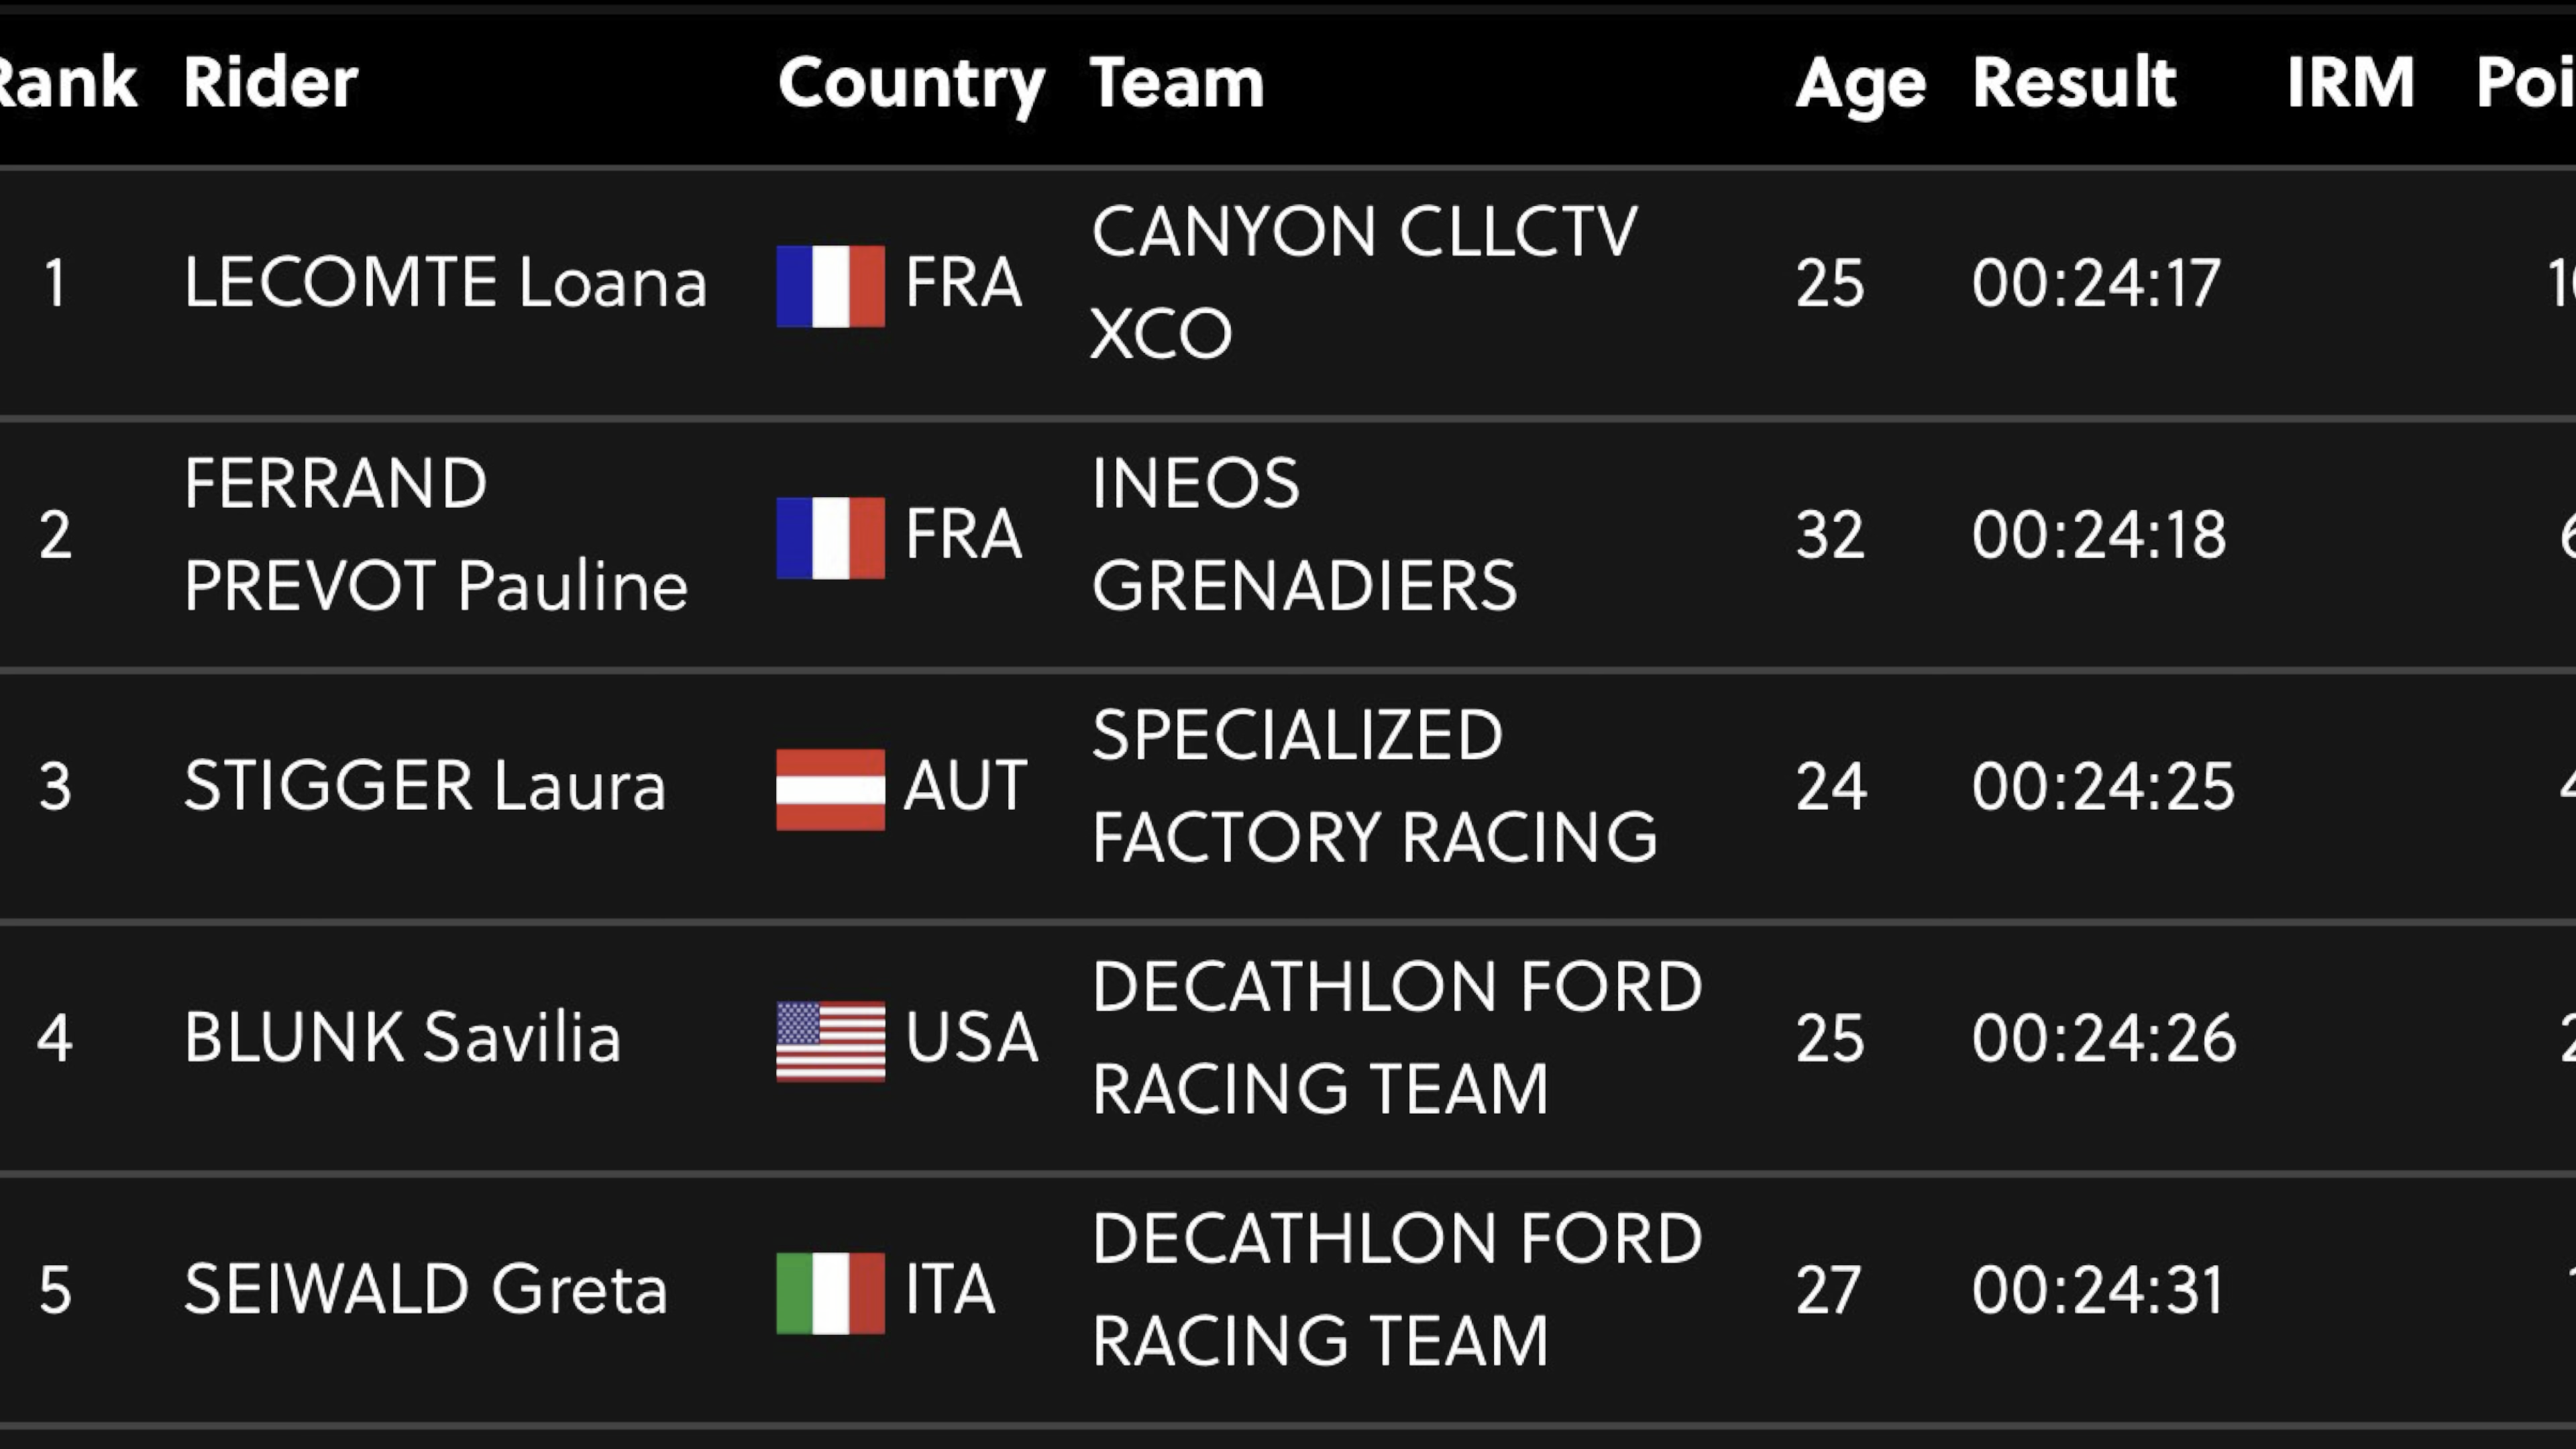 Rank Rider Country Team Age Result IRM Poi
1 LECOMTE Loana FRA CANYON CLLCTV XCO 25 00:24:17
2 FERRAND PREVOT Pauline FRA INEOS GRENADIERS 32 00:24:18
3 STIGGER Laura AUT SPECIALIZED FACTORY RACING 24 00:24:25
4 BLUNK Savilia USA DECATHLON FORD RACING TEAM 25 00:24:26
5 SEIWALD Greta ITA DECATHLON FORD RACING TEAM 27 00:24:31